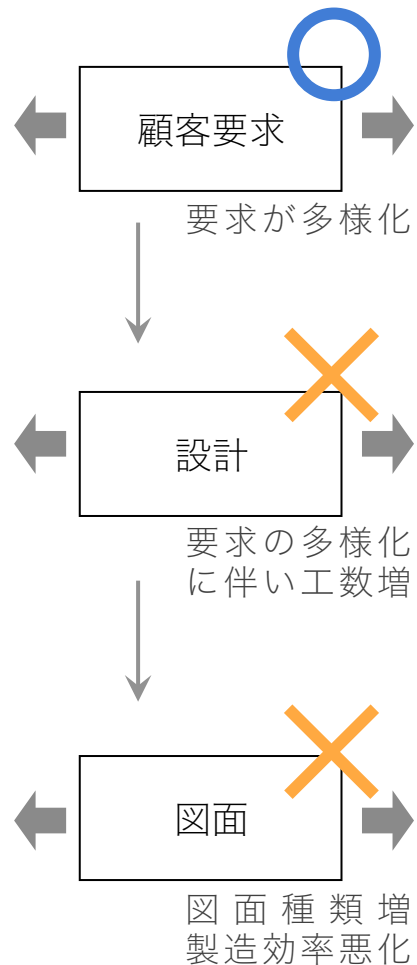 顧客要求
要求が多様化
設計
要求の多様化
に伴い工数増
図面
図面種類増
製造効率悪化